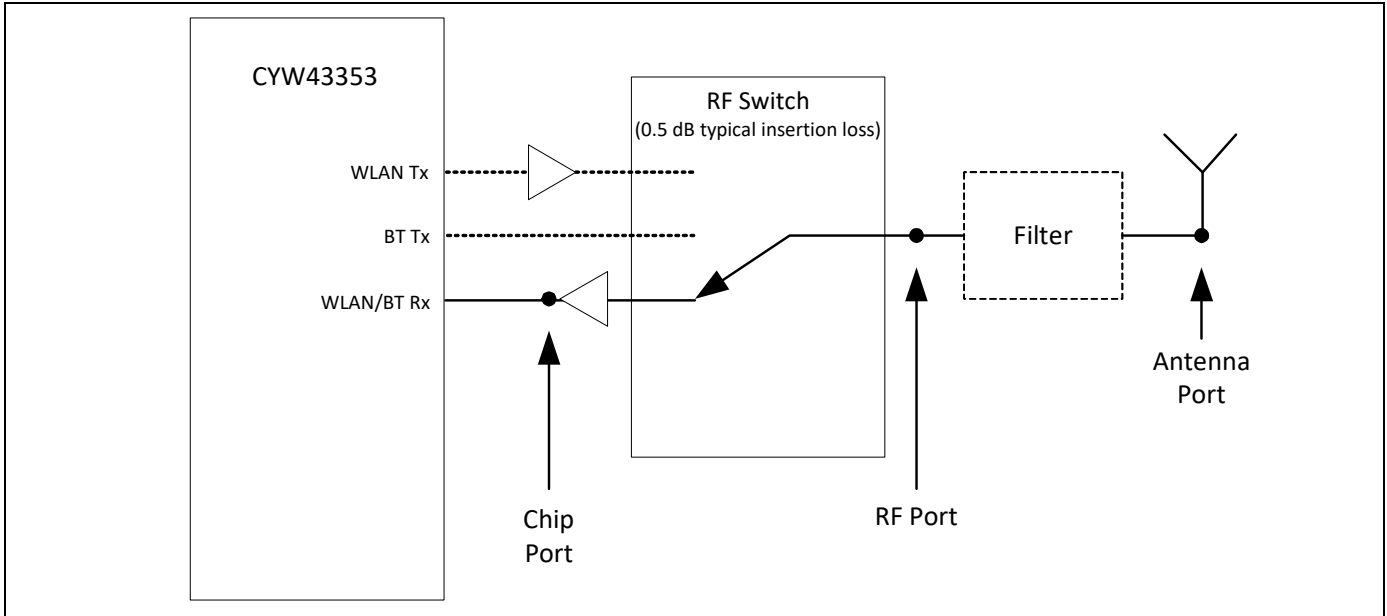 CYW43353
RF Switch
(0.5 dB typical insertion loss)
WLAN Tx
BT Tx
Filter
WLAN/BT Rx
Antenna
Port
Chip
Port
RF Port